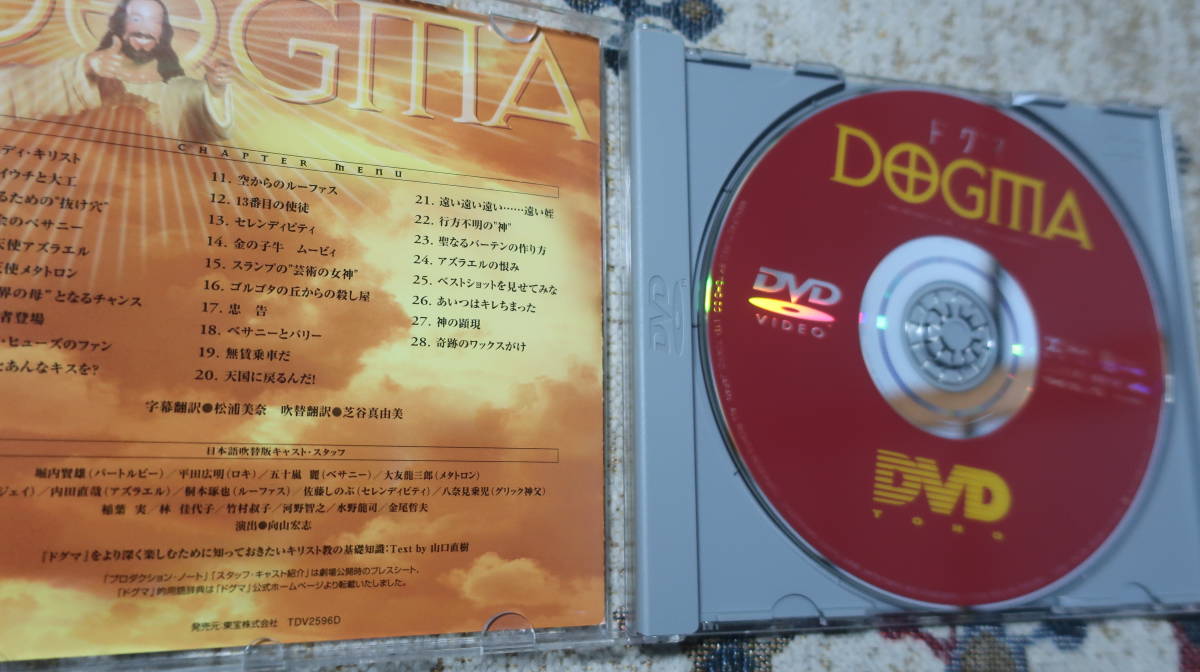 DOGMA
CHAPTER MENU
ディ・キリスト
イウチと大工
るための"抜け穴"
会のベサニー
天使アズラエル
天使メタトロン
界の母"となるチャンス
者登場
・ヒューズのファン
とあんなキスを?
11. 空からのルーファス
12. 13番目の使徒
13. セレンディピティ
14. 金の子牛 ムービィ
15. スランプの"芸術の女神"
16. ゴルゴタの丘からの殺し屋
17. 忠 告
18. ベサニーとバリー
19. 無賃乗車だ
20. 天国に戻るんだ!
21. 遠い遠い遠い……遠い姪
22. 行方不明の"神"
23. 聖なるバーテンの作り方
24. アズラエルの恨み
25. ベストショットを見せてみな
26. あいつはキレちまった
27. 神の顕現
28. 奇跡のワックスがけ
字幕翻訳●松浦美奈 吹替翻訳●芝谷真由美
日本語吹替版キャスト・スタッフ
堀内賢雄(バートルビー)/平田広明(ロキ)/五十嵐 麗(ベサニー)/大友龍三郎(メタトロン)
ジェイ)/内田直哉(アズラエル)/桐本琢也(ルーファス)/佐藤しのぶ(セレンディピティ)/八奈見乗児(グリック神父)
稲葉 実/林 佳代子/竹村叔子/河野智之/水野龍司/金尾哲夫
演出●向山宏志
『ドグマ』をより深く楽しむために知っておきたいキリスト教の基礎知識:Text by 山口直樹
「プロダクション・ノート」「スタッフ・キャスト紹介」は劇場公開時のプレスシート、
「ドグマ」的用語辞典は「ドグマ」公式ホームページより転載いたしました。
発売元:東宝株式会社 TDV2596D
DVD
ドグマ
DOGMA
DVD
VIDEO
DVD
TOHO